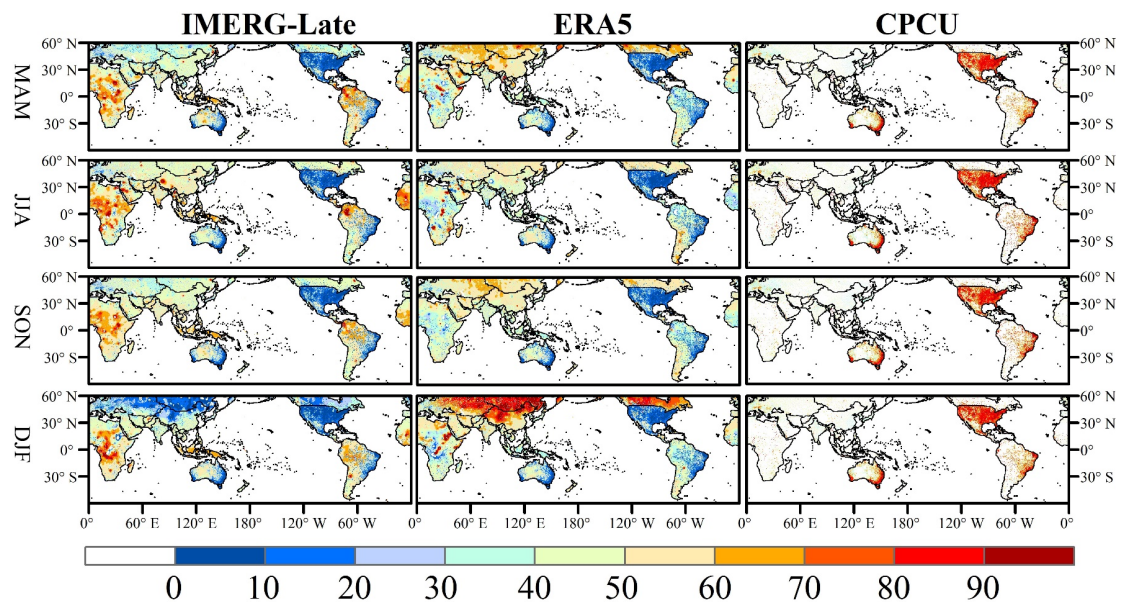 IMERG-Late ERA5 CPCU
60° N 60° N
30° N 30° N
MAM
0° 0°
30° S 30° S
60° N 60° N
30° N 30° N
JJA
0° 0°
30° S 30° S
60° N 60° N
30° N 30° N
SON
0° 0°
30° S 30° S
60° N 60° N
30° N 30° N
DJF
0° 0°
30° S 30° S
0° 60° E 120° E 180° 120° W 60° W 0° 60° E 120° E 180° 120° W 60° W 0° 60° E 120° E 180° 120° W 60° W 0°
0 10 20 30 40 50 60 70 80 90